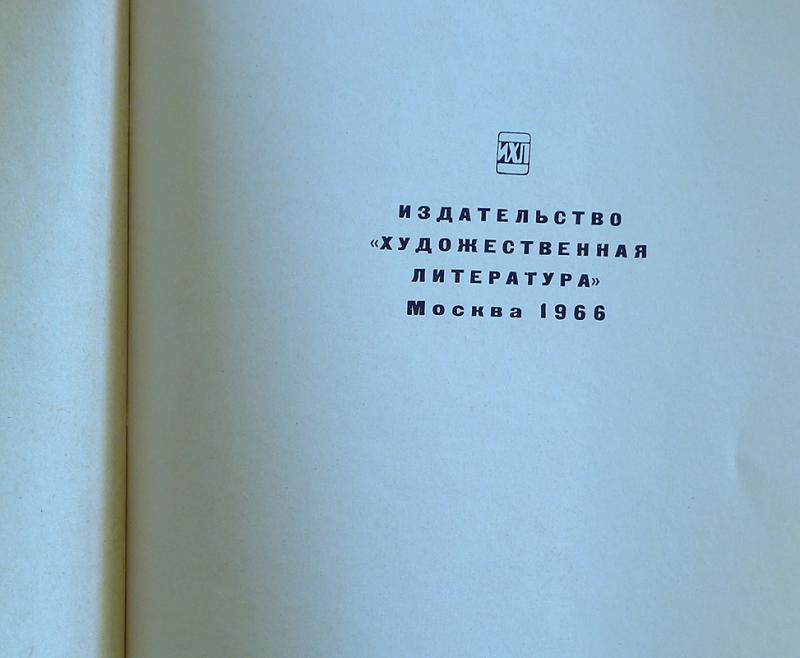 ИХЛ
ИЗДАТЕЛЬСТВО
«ХУДОЖЕСТВЕННАЯ
ЛИТЕРАТУРА»
Москва 1966